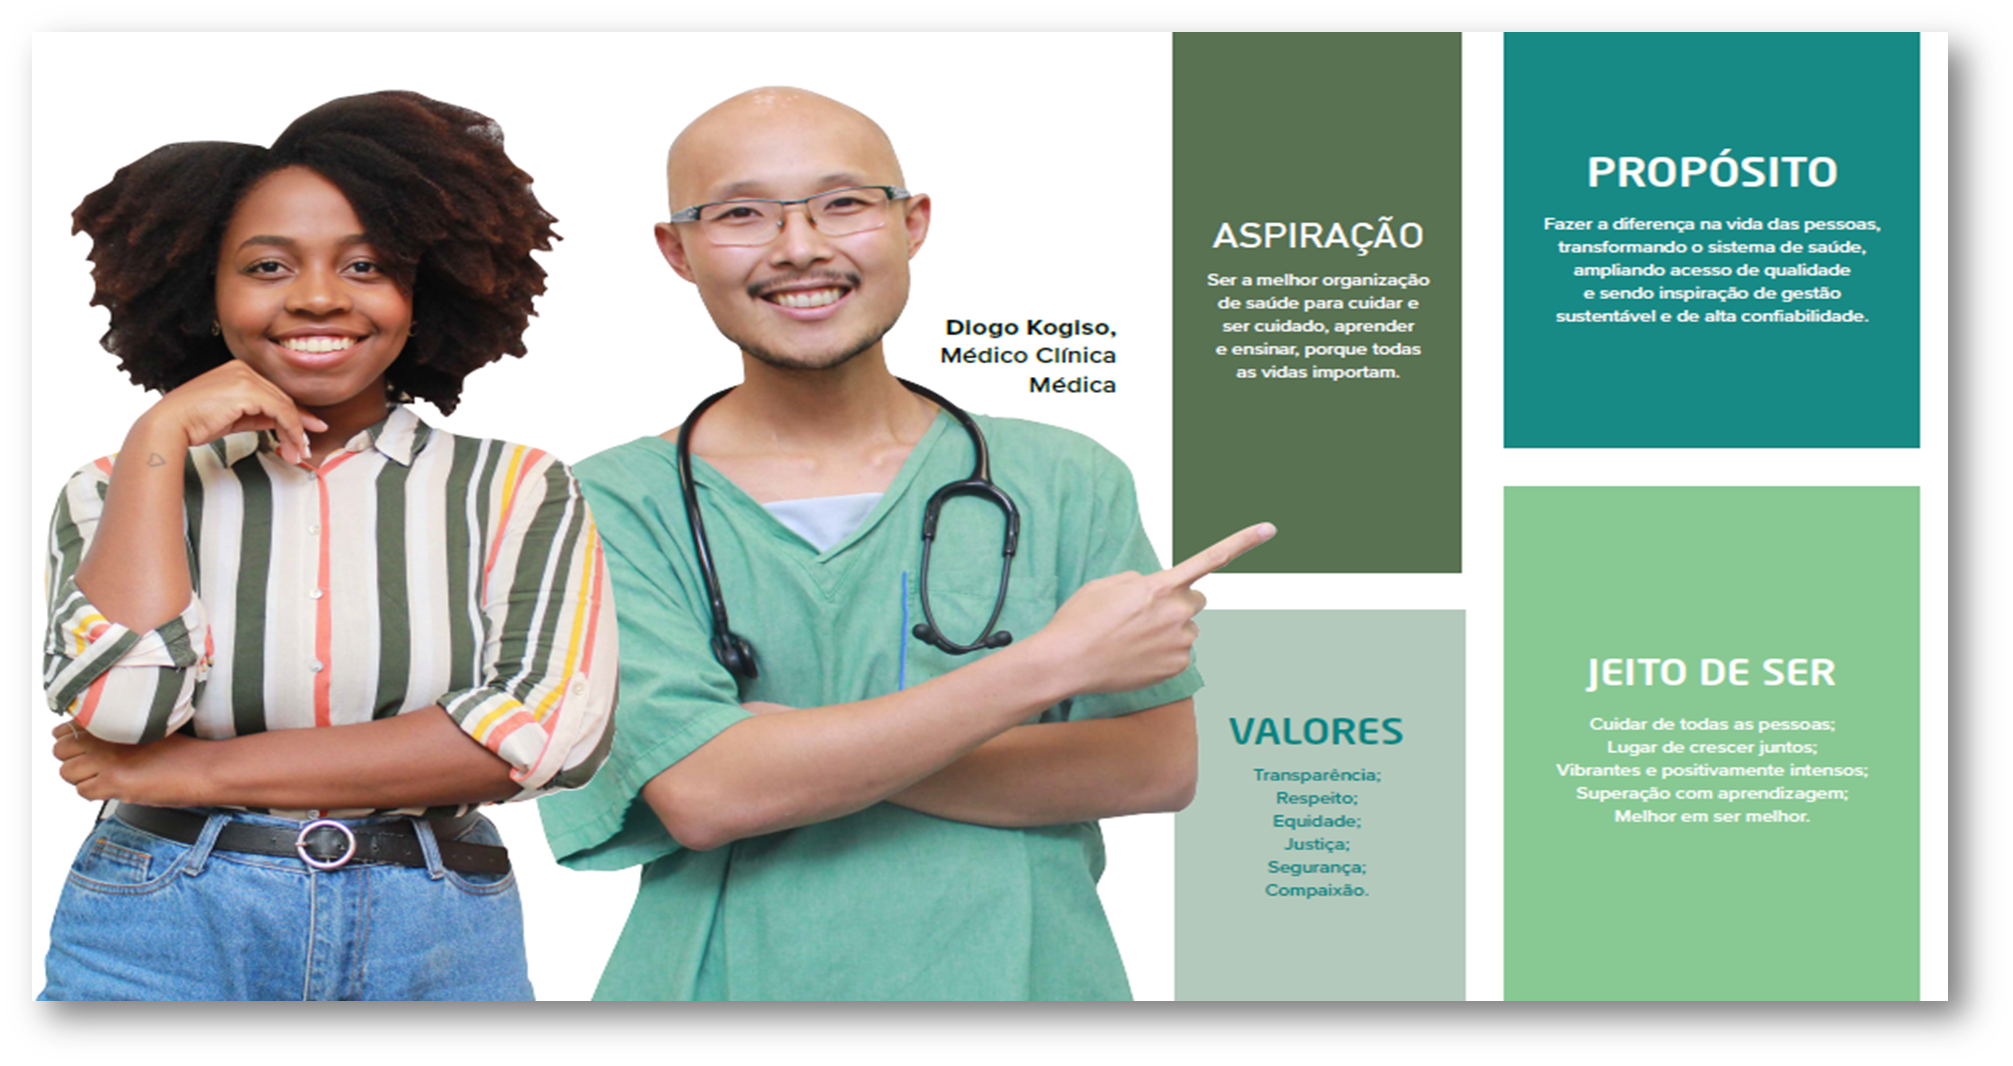 Diogo Kogiso,
Médico Clínica
Médica
ASPIRAÇÃO
Ser a melhor organização
de saúde para cuidar e
ser cuidado, aprender
e ensinar, porque todas
as vidas importam.
VALORES
Transparência;
Respeito;
Equidade;
Justiça;
Segurança;
Compaixão.
PROPÓSITO
Fazer a diferença na vida das pessoas,
transformando o sistema de saúde,
ampliando acesso de qualidade
e sendo inspiração de gestão
sustentável e de alta confiabilidade.
JEITO DE SER
Cuidar de todas as pessoas;
Lugar de crescer juntos;
Vibrantes e positivamente intensos;
Superação com aprendizagem;
Melhor em ser melhor.